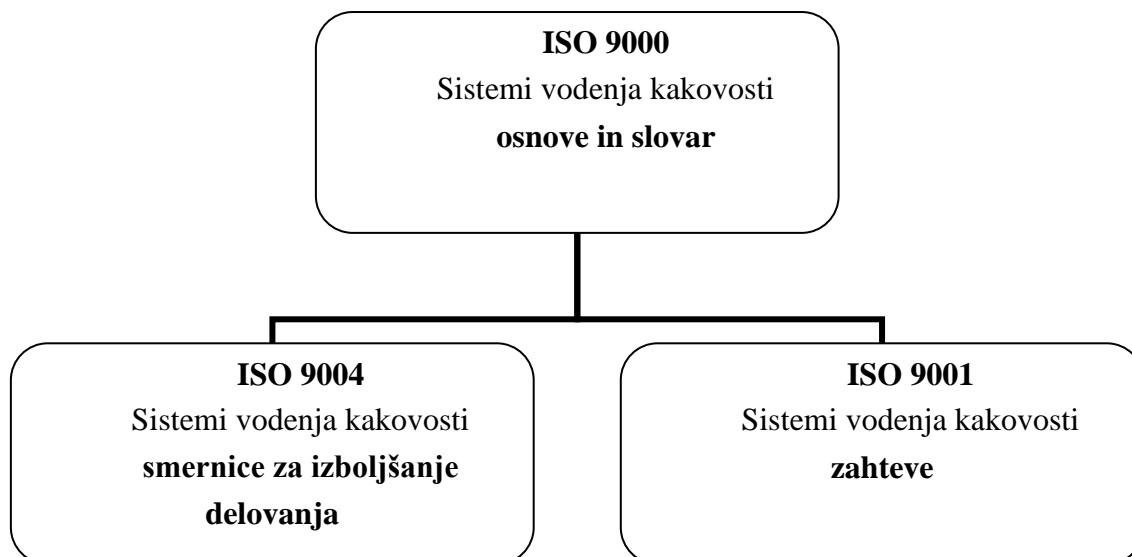 ISO 9000
Sistemi vodenja kakovosti
osnove in slovar
ISO 9004
Sistemi vodenja kakovosti
smernice za izboljšanje
delovanja
ISO 9001
Sistemi vodenja kakovosti
zahteve